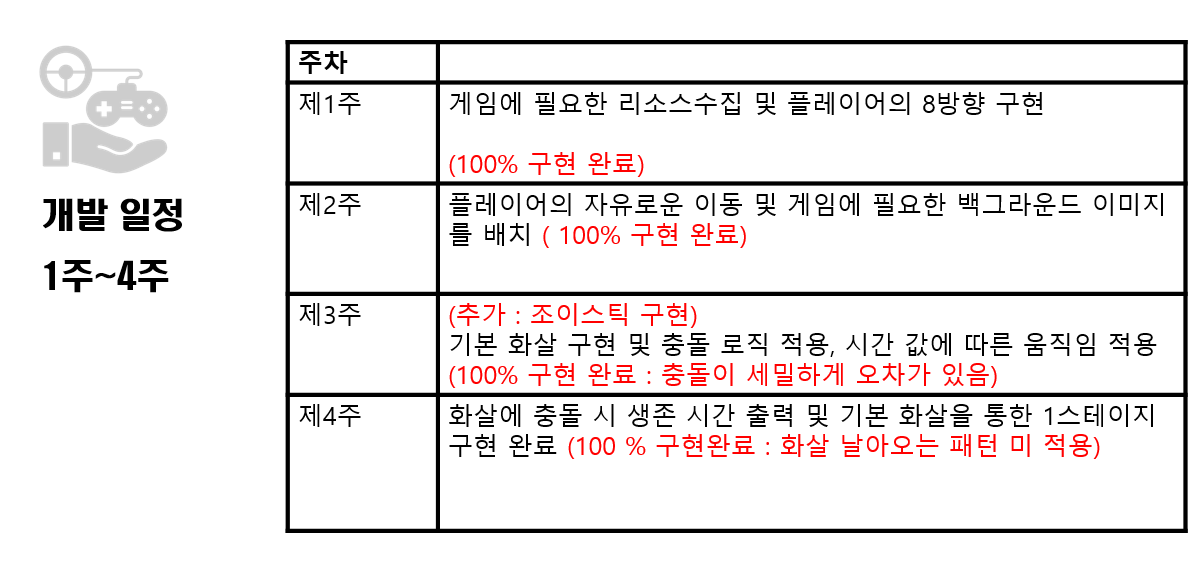 개발 일정
1주~4주
주차
제1주
게임에 필요한 리소스수집 및 플레이어의 8방향 구현
(100% 구현 완료)
제2주
플레이어의 자유로운 이동 및 게임에 필요한 백그라운드 이미지
를 배치 ( 100% 구현 완료)
제3주
(추가 : 조이스틱 구현)
기본 화살 구현 및 충돌 로직 적용, 시간 값에 따른 움직임 적용
(100% 구현 완료 : 충돌이 세밀하게 오차가 있음)
제4주
화살에 충돌 시 생존 시간 출력 및 기본 화살을 통한 1스테이지
구현 완료 (100 % 구현완료 : 화살 날아오는 패턴 미 적용)